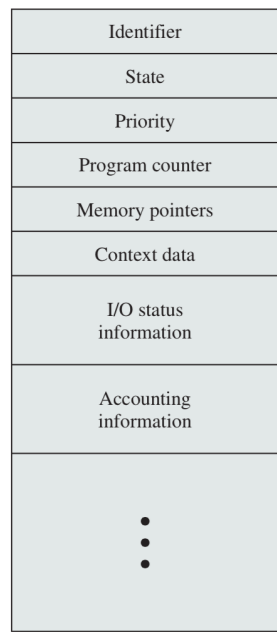 Identifier
State
Priority
Program counter
Memory pointers
Context data
I/O status
information
Accounting
information